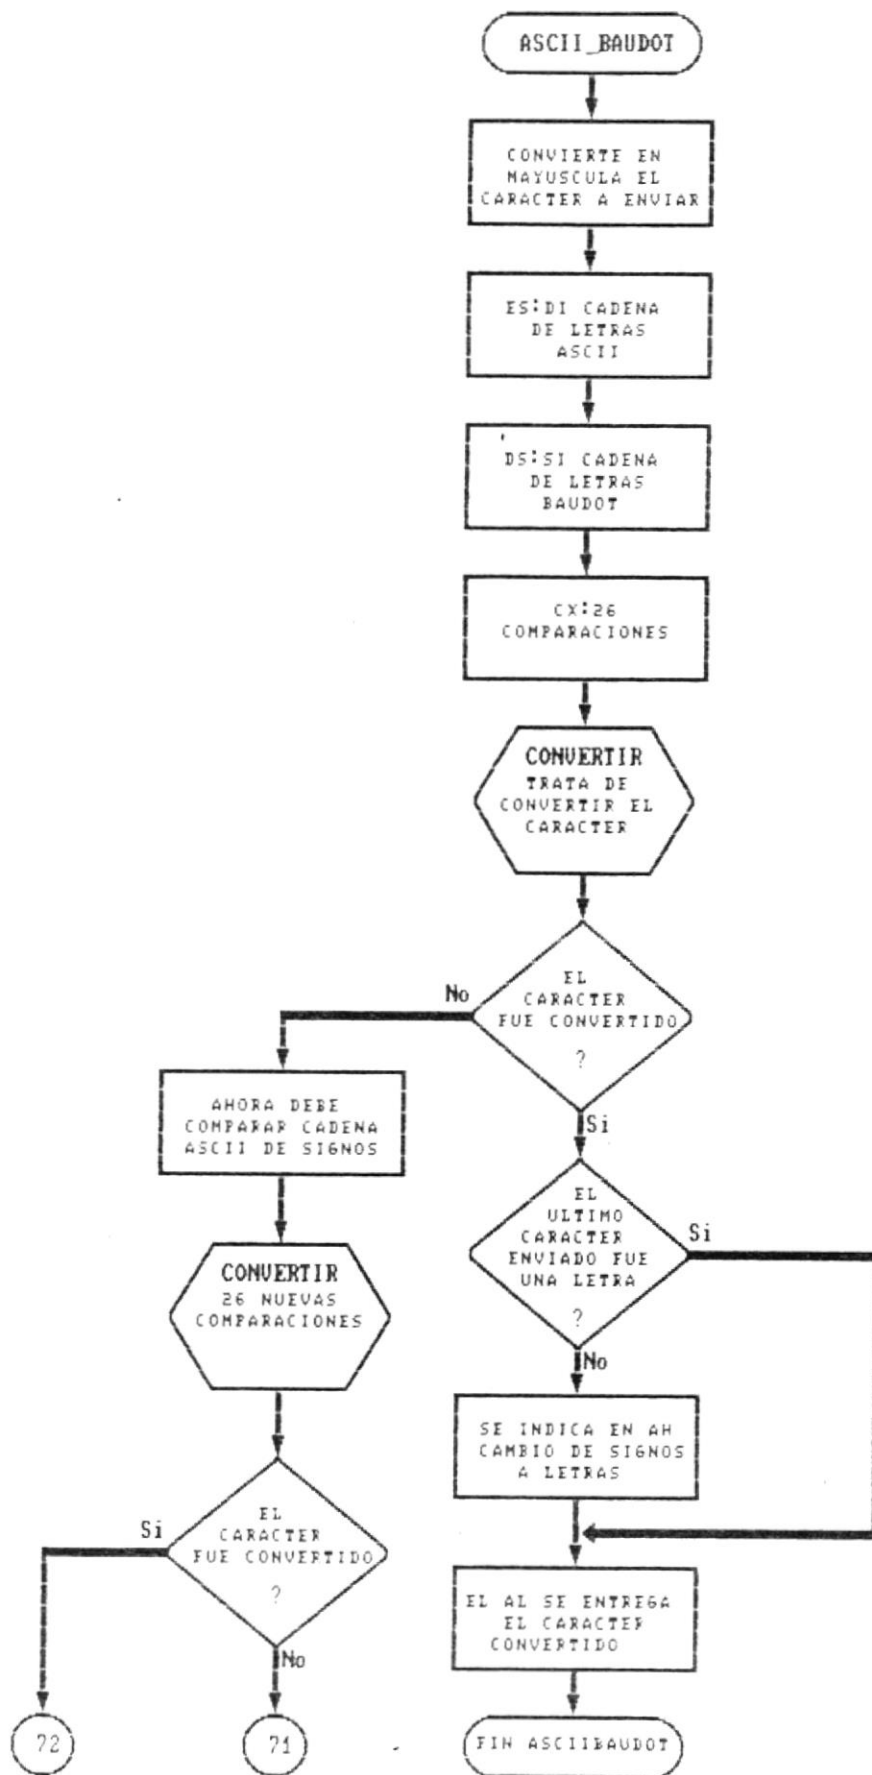 ASCII_BAUDOT
CONVIERTE EN
MAYUSCULA EL
CARACTER A ENVIAR
ES:DI CADENA
DE LETRAS
ASCII
DS:SI CADENA
DE LETRAS
BAUDOT
CX:26
COMPARACIONES
CONVERTIR
TRATA DE
CONVERTIR EL
CARACTER
EL
CARACTER
FUE CONVERTIDO
?
No
Si
AHORA DEBE
COMPARAR CADENA
ASCII DE SIGNOS
CONVERTIR
26 NUEVAS
COMPARACIONES
EL
CARACTER
FUE CONVERTIDO
?
Si
No
72
71
EL
ULTIMO
CARACTER
ENVIADO FUE
UNA LETRA
?
Si
No
SE INDICA EN AH
CAMBIO DE SIGNOS
A LETRAS
EL AL SE ENTREGA
EL CARACTER
CONVERTIDO
FIN ASCIIBAUDOT